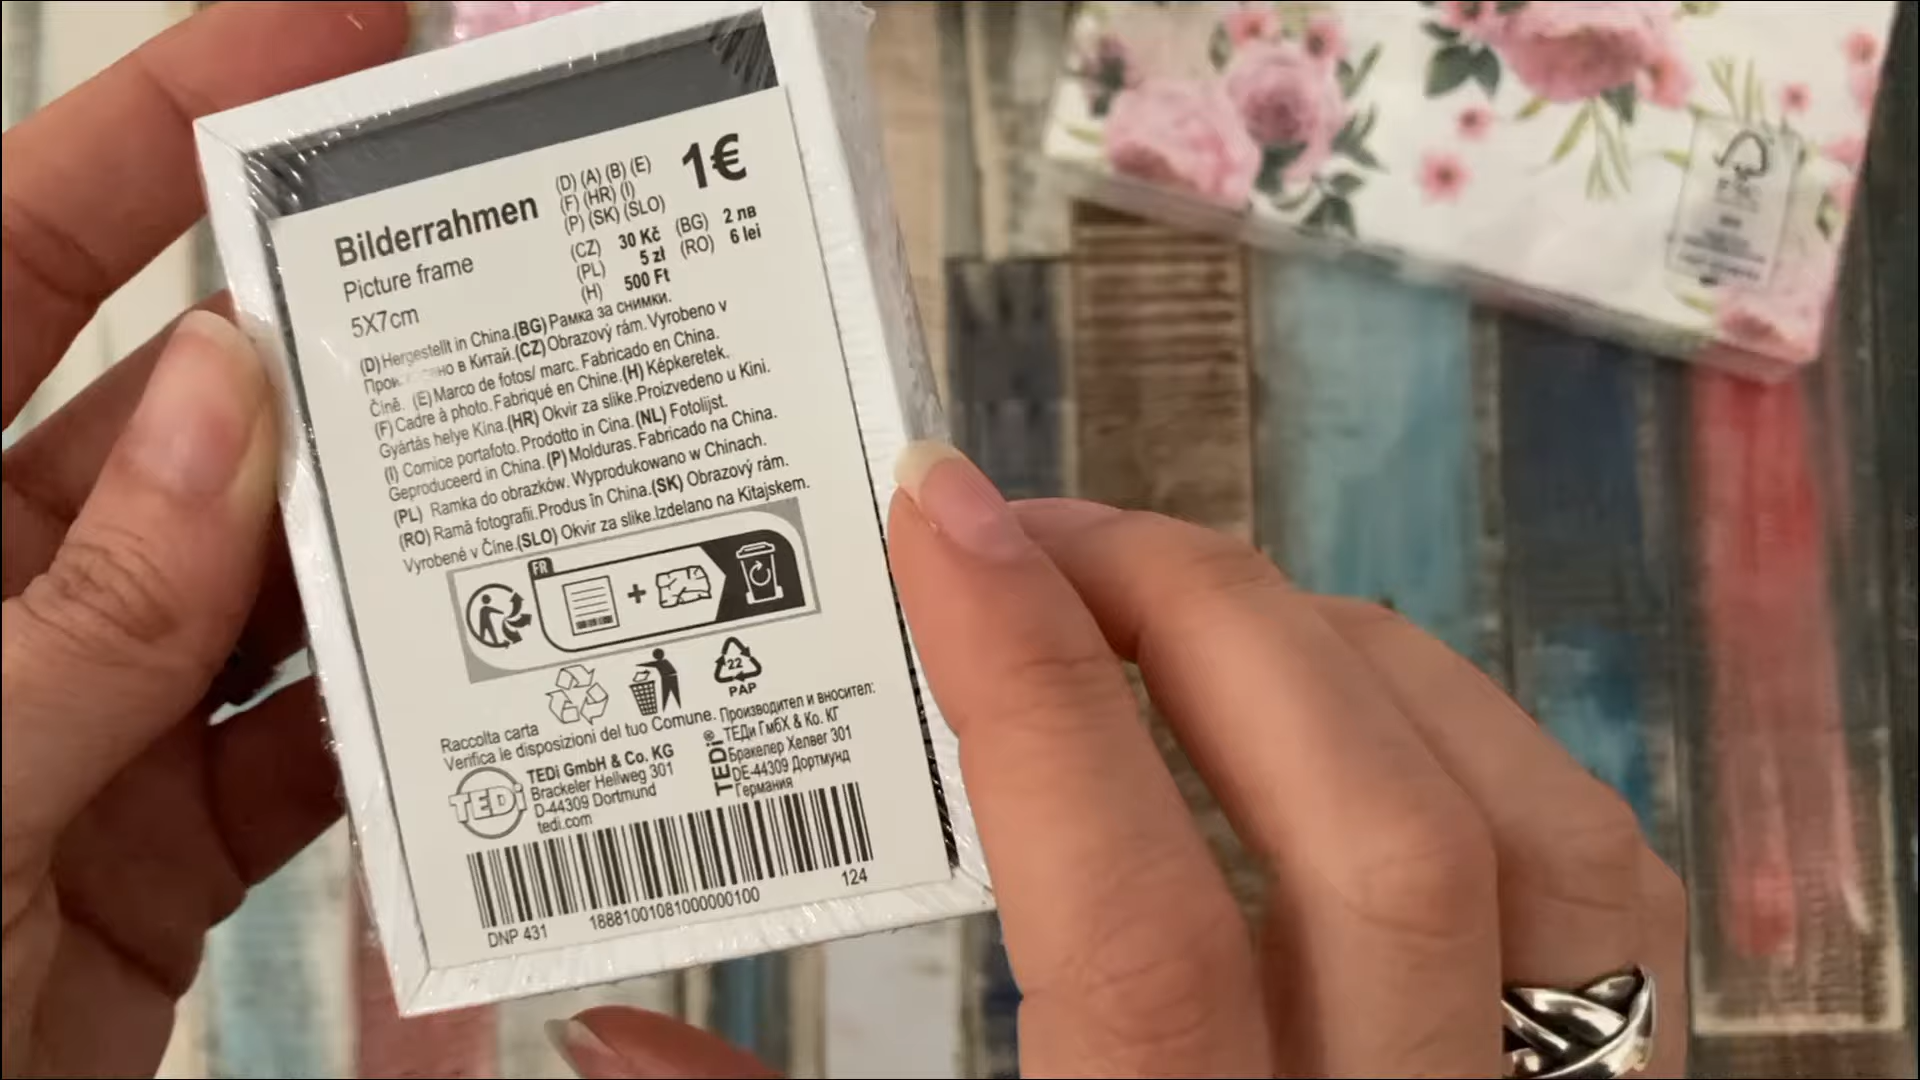 Bilderrahmen
Picture frame
5X7cm
(D) (A) (B) (E)
(F) (HR) (I)
(P) (SK) (SLO)
1€
(CZ) 30 Kč (BG) 2 лв
(PL) 5 zł (RO) 6 lei
(H) 500 Ft
(D) Hergestellt in China.(BG) Рамка за снимки.
в Китай.(CZ) Obrazový rám. Vyrobeno v
Číně. (E) Marco de fotos/ marc. Fabricado en China.
(F) Cadre à photo. Fabriqué en Chine.(H) Képkeretek.
Gyártás helye Kína.(HR) Okvir za slike.Proizvedeno u Kini.
(I) Cornice portafoto. Prodotto in Cina.(NL) Fotolijst.
Geproduceerd in China.(P) Molduras. Fabricado na China.
(PL) Ramka do obrazków. Wyprodukowano w Chinach.
(RO) Ramă fotografii.Produs în China.(SK) Obrazový rám.
Vyrobené v Číne.(SLO) Okvir za slike.Izdelano na Kitajskem.
FR
22
PAP
Raccolta carta
Verifica le disposizioni del tuo Comune.
TEDi
TEDi GmbH & Co. KG
Brackeler Hellweg 301
D-44309 Dortmund
tedi.com
TEDi®
Производител и вносител:
ТЕДи ГмбХ & Ко. КГ
Бракелер Хелвег 301
DE-44309 Дортмунд
Германия
DNP 431 18881001081000000100 124